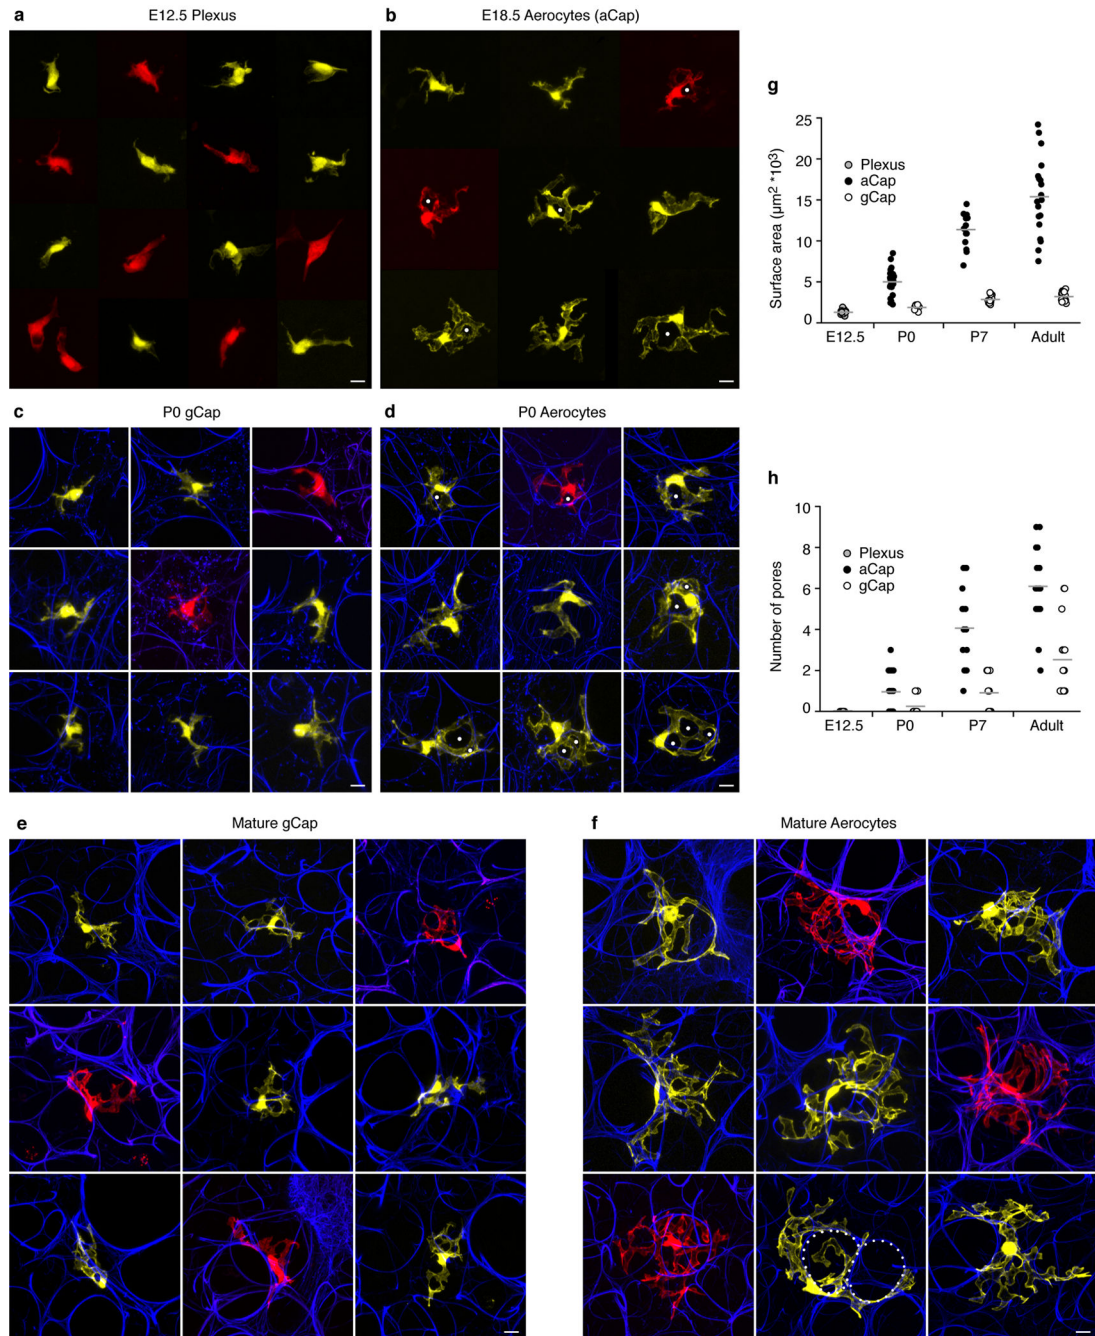 a E12.5 Plexus
b E18.5 Aerocytes (aCap)
c P0 gCap
d P0 Aerocytes
e Mature gCap
f Mature Aerocytes
g
Surface area (µm² *10³)
25
20
15
10
5
0
Plexus
aCap
gCap
E12.5 P0 P7 Adult
h
Number of pores
10
8
6
4
2
0
Plexus
aCap
gCap
E12.5 P0 P7 Adult